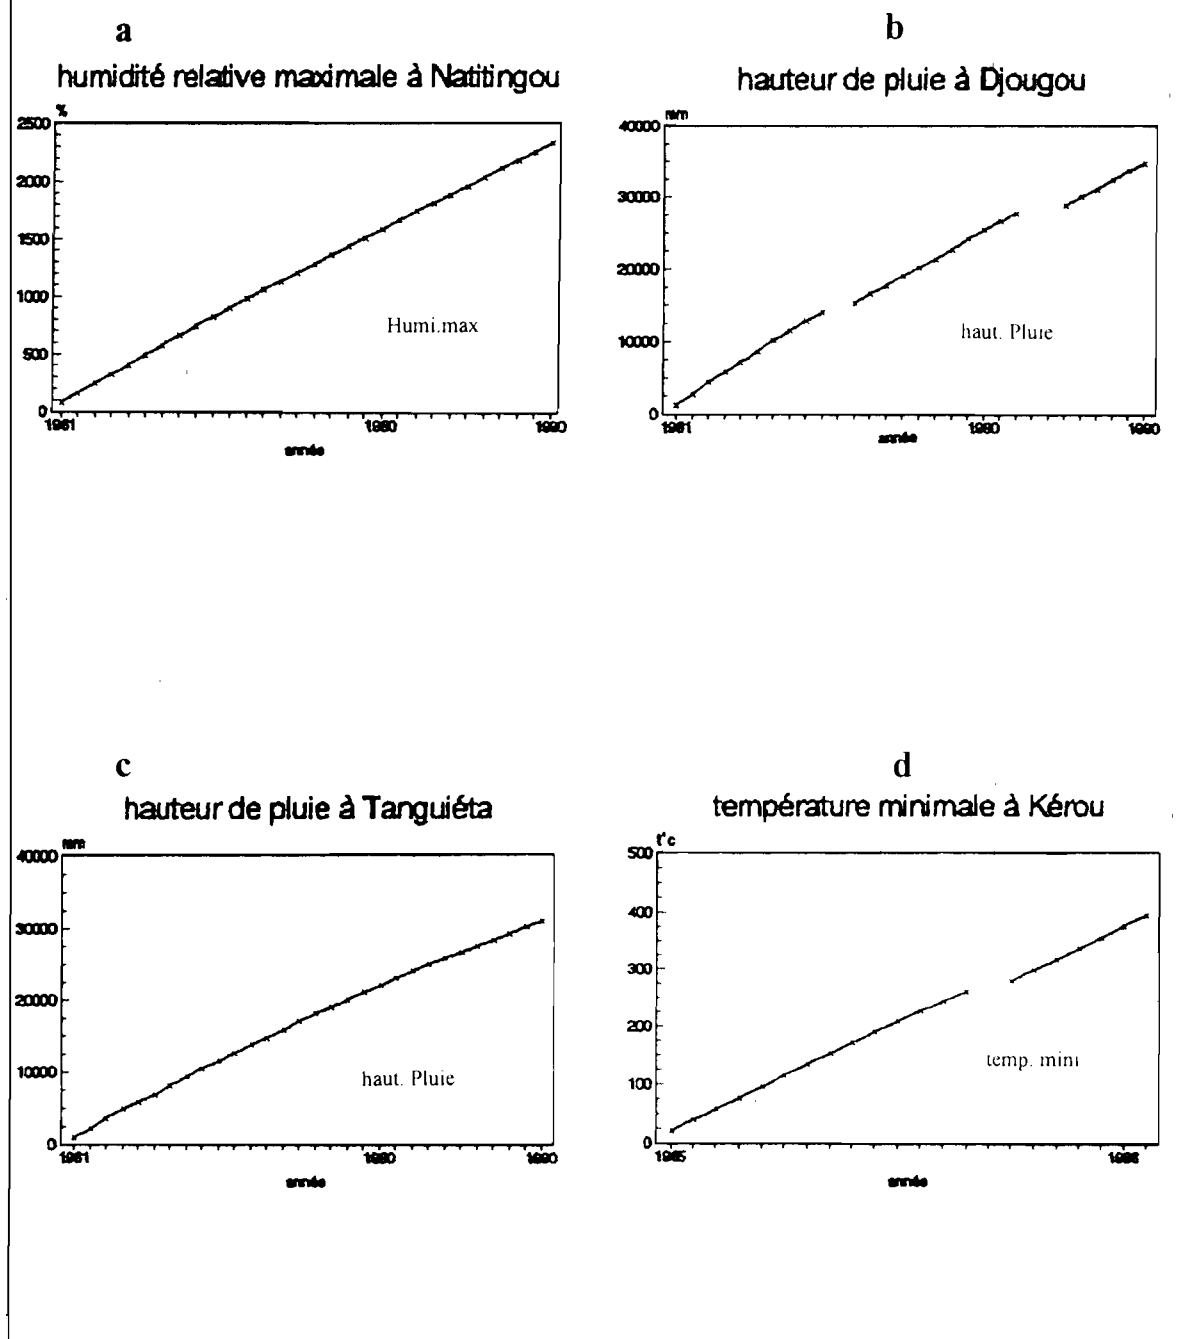 a
humidité relative maximale à Natitingou
%
2500
2000
1500
1000
500
0
1961
1980
1990
année
Humi.max
b
hauteur de pluie à Djougou
mm
40000
30000
20000
10000
0
1961
1980
1990
année
haut. Pluie
c
hauteur de pluie à Tanguiéta
mm
40000
30000
20000
10000
0
1961
1980
1990
année
haut. Pluie
d
température minimale à Kérou
t°c
500
400
300
200
100
0
1965
année
temp. mini